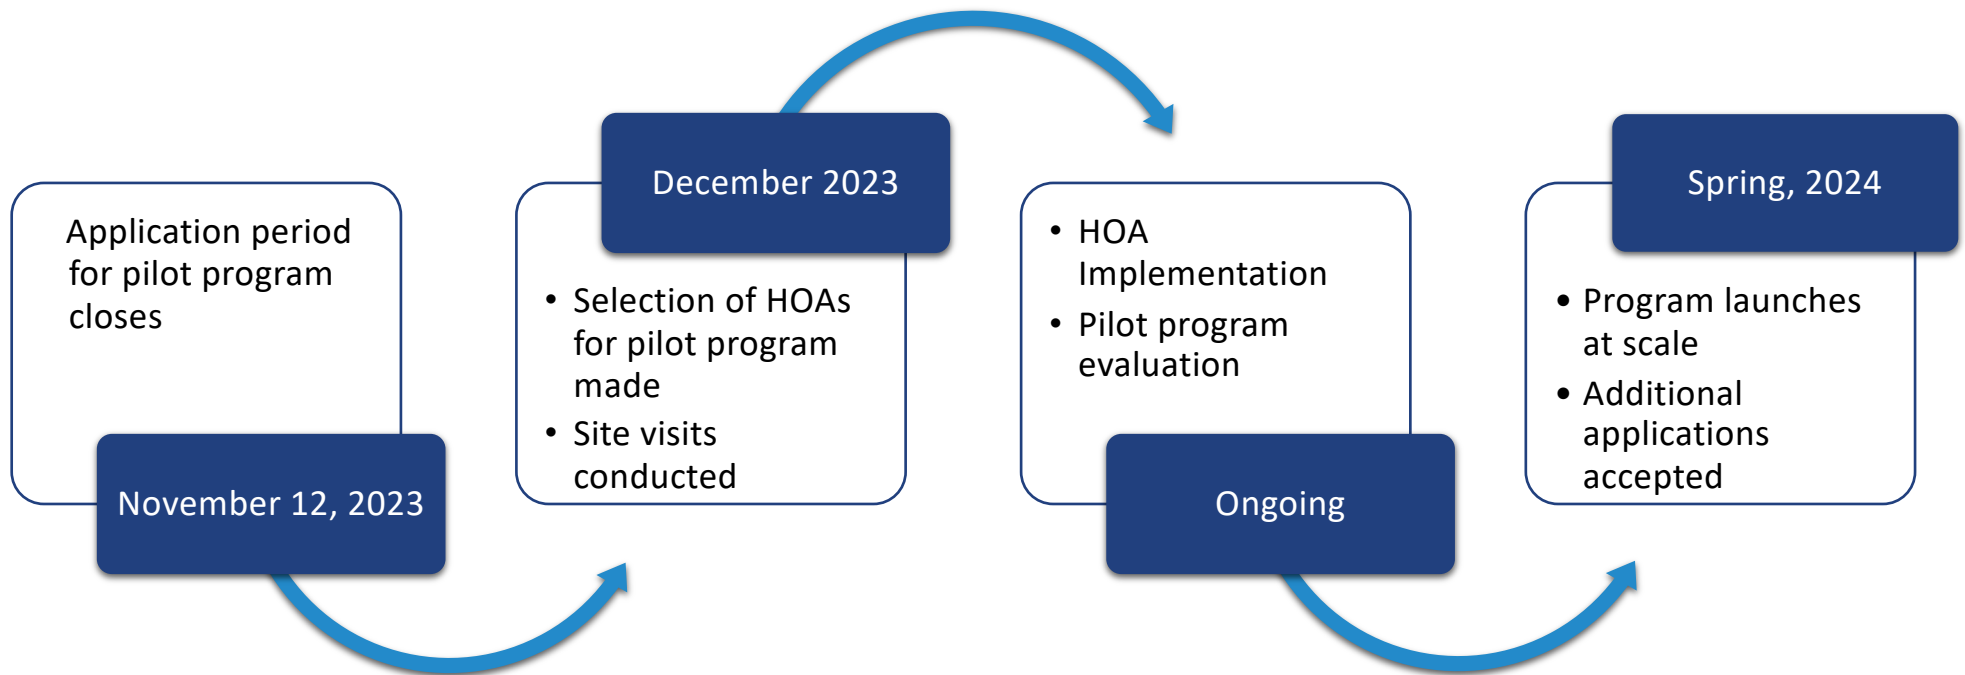 Application period
for pilot program
closes
November 12, 2023
December 2023
• Selection of HOAs
for pilot program
made
• Site visits
conducted
• HOA
Implementation
• Pilot program
evaluation
Ongoing
Spring, 2024
• Program launches
at scale
• Additional
applications
accepted